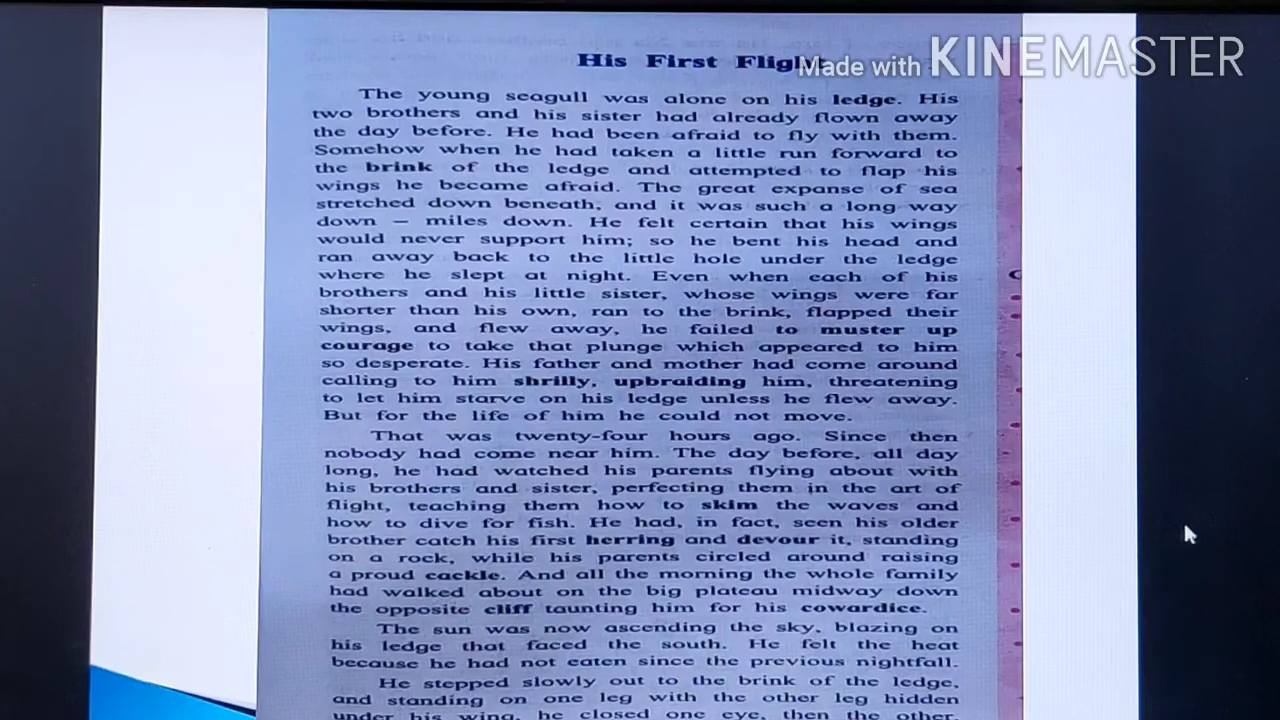 Made with KINEMASTER
His First Flight
The young seagull was alone on his ledge. His
two brothers and his sister had already flown away
the day before. He had been afraid to fly with them.
Somehow when he had taken a little run forward to
the brink of the ledge and attempted to flap his
wings he became afraid. The great expanse of sea
stretched down beneath, and it was such a long way
down – miles down. He felt certain that his wings
would never support him; so he bent his head and
ran away back to the little hole under the ledge
where he slept at night. Even when each of his
brothers and his little sister, whose wings were far
shorter than his own, ran to the brink, flapped their
wings, and flew away, he failed to muster up
courage to take that plunge which appeared to him
so desperate. His father and mother had come around
calling to him shrilly, upbraiding him, threatening
to let him starve on his ledge unless he flew away.
But for the life of him he could not move.
That was twenty-four hours ago. Since then
nobody had come near him. The day before, all day
long, he had watched his parents flying about with
his brothers and sister, perfecting them in the art of
flight, teaching them how to skim the waves and
how to dive for fish. He had, in fact, seen his older
brother catch his first herring and devour it, standing
on a rock, while his parents circled around raising
a proud cackle. And all the morning the whole family
had walked about on the big plateau midway down
the opposite cliff taunting him for his cowardice.
The sun was now ascending the sky, blazing on
his ledge that faced the south. He felt the heat
because he had not eaten since the previous nightfall.
He stepped slowly out to the brink of the ledge,
and standing on one leg with the other leg hidden
under his wing, he closed one eye, then the other,